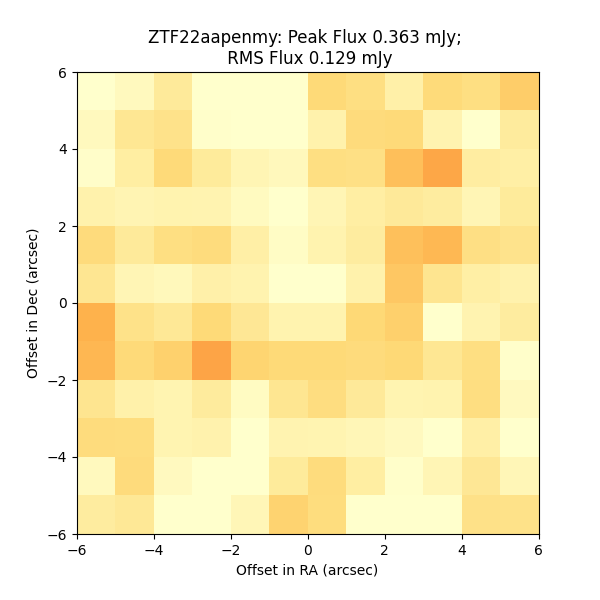 ZTF22aapenmy: Peak Flux 0.363 mJy;
RMS Flux 0.129 mJy
6
4
2
0
−2
−4
−6
Offset in Dec (arcsec)
−6 −4 −2 0 2 4 6
Offset in RA (arcsec)